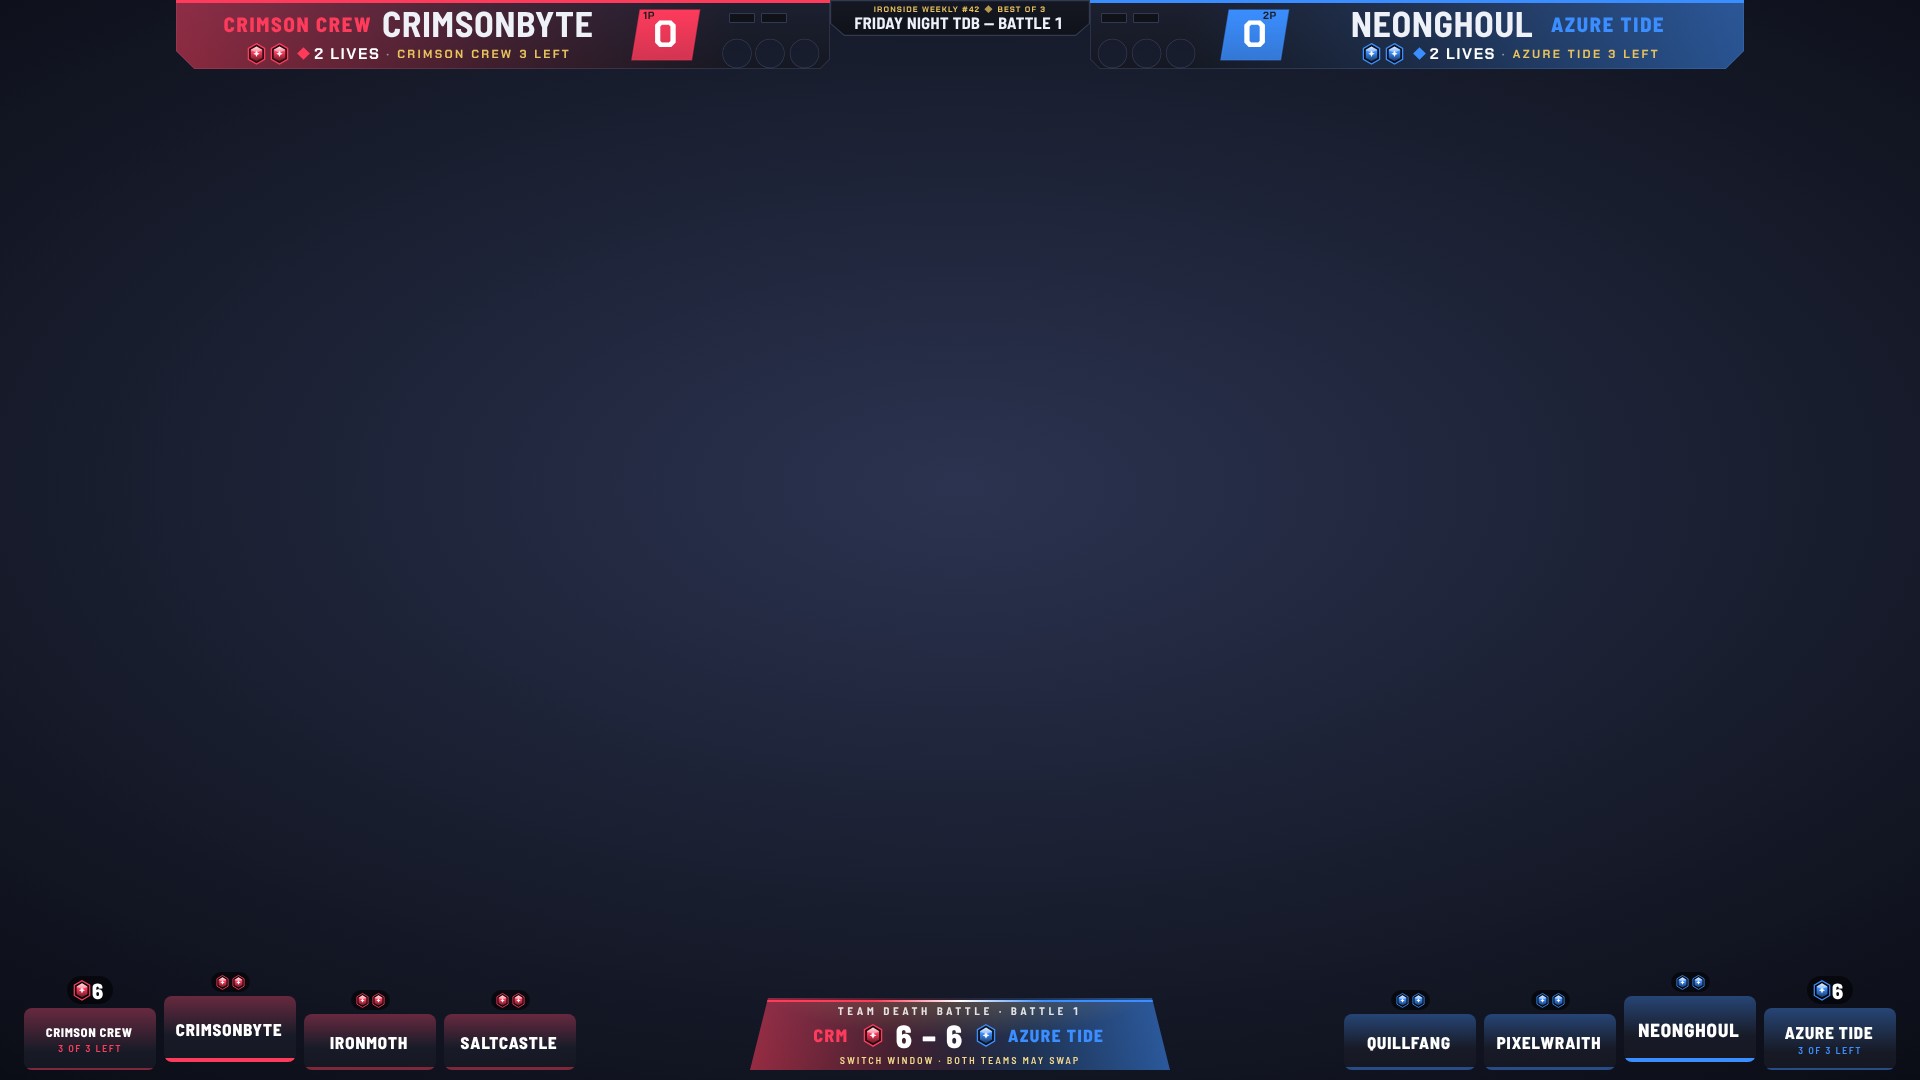 CRIMSON CREW CRIMSONBYTE
2 LIVES · CRIMSON CREW 3 LEFT
1P
0
IRONSIDE WEEKLY #42 ◆ BEST OF 3
FRIDAY NIGHT TDB – BATTLE 1
2P
0
NEONGHOUL AZURE TIDE
2 LIVES · AZURE TIDE 3 LEFT
6
CRIMSON CREW
3 OF 3 LEFT
CRIMSONBYTE
IRONMOTH
SALTCASTLE
TEAM DEATH BATTLE · BATTLE 1
CRM 6 – 6 AZURE TIDE
SWITCH WINDOW · BOTH TEAMS MAY SWAP
QUILLFANG
PIXELWRAITH
NEONGHOUL
6
AZURE TIDE
3 OF 3 LEFT